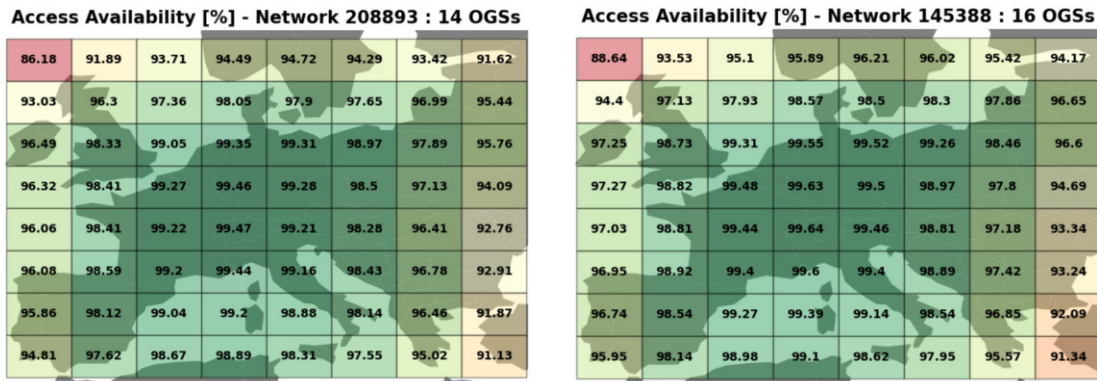 Access Availability [%] - Network 208893 : 14 OGSs
86.18 91.89 93.71 94.49 94.72 94.29 93.42 91.62
93.03 96.3 97.36 98.05 97.9 97.65 96.99 95.44
96.49 98.33 99.05 99.35 99.31 98.97 97.89 95.76
96.32 98.41 99.27 99.46 99.28 98.5 97.13 94.09
96.06 98.41 99.22 99.47 99.21 98.28 96.41 92.76
96.08 98.59 99.2 99.44 99.16 98.43 96.78 92.91
95.86 98.12 99.04 99.2 98.88 98.14 96.46 91.87
94.81 97.62 98.67 98.89 98.31 97.55 95.02 91.13
Access Availability [%] - Network 145388 : 16 OGSs
88.64 93.53 95.1 95.89 96.21 96.02 95.42 94.17
94.4 97.13 97.93 98.57 98.5 98.3 97.86 96.65
97.25 98.73 99.31 99.55 99.52 99.26 98.46 96.6
97.27 98.82 99.48 99.63 99.5 98.97 97.8 94.69
97.03 98.81 99.44 99.64 99.46 98.81 97.18 93.34
96.95 98.92 99.4 99.6 99.4 98.89 97.42 93.24
96.74 98.54 99.27 99.39 99.14 98.54 96.85 92.09
95.95 98.14 98.98 99.1 98.62 97.95 95.57 91.34